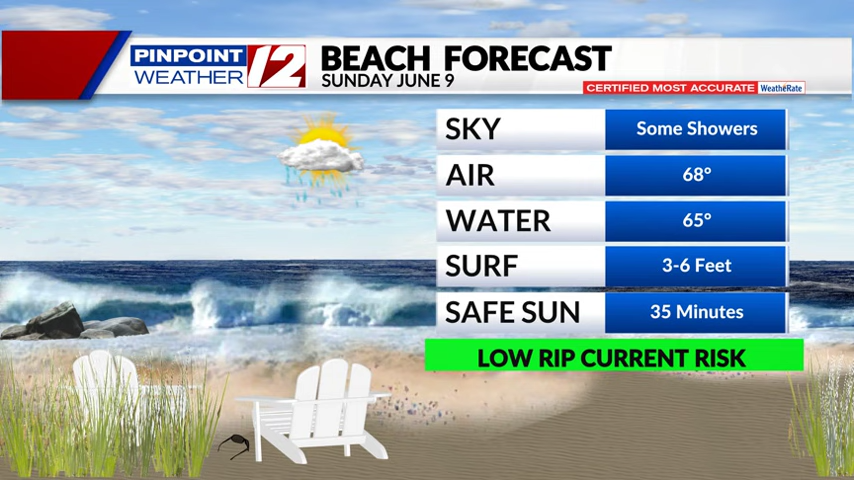 PINPOINT
WEATHER 12
BEACH FORECAST
SUNDAY JUNE 9
CERTIFIED MOST ACCURATE WeatheRate
SKY Some Showers
AIR 68°
WATER 65°
SURF 3-6 Feet
SAFE SUN 35 Minutes
LOW RIP CURRENT RISK